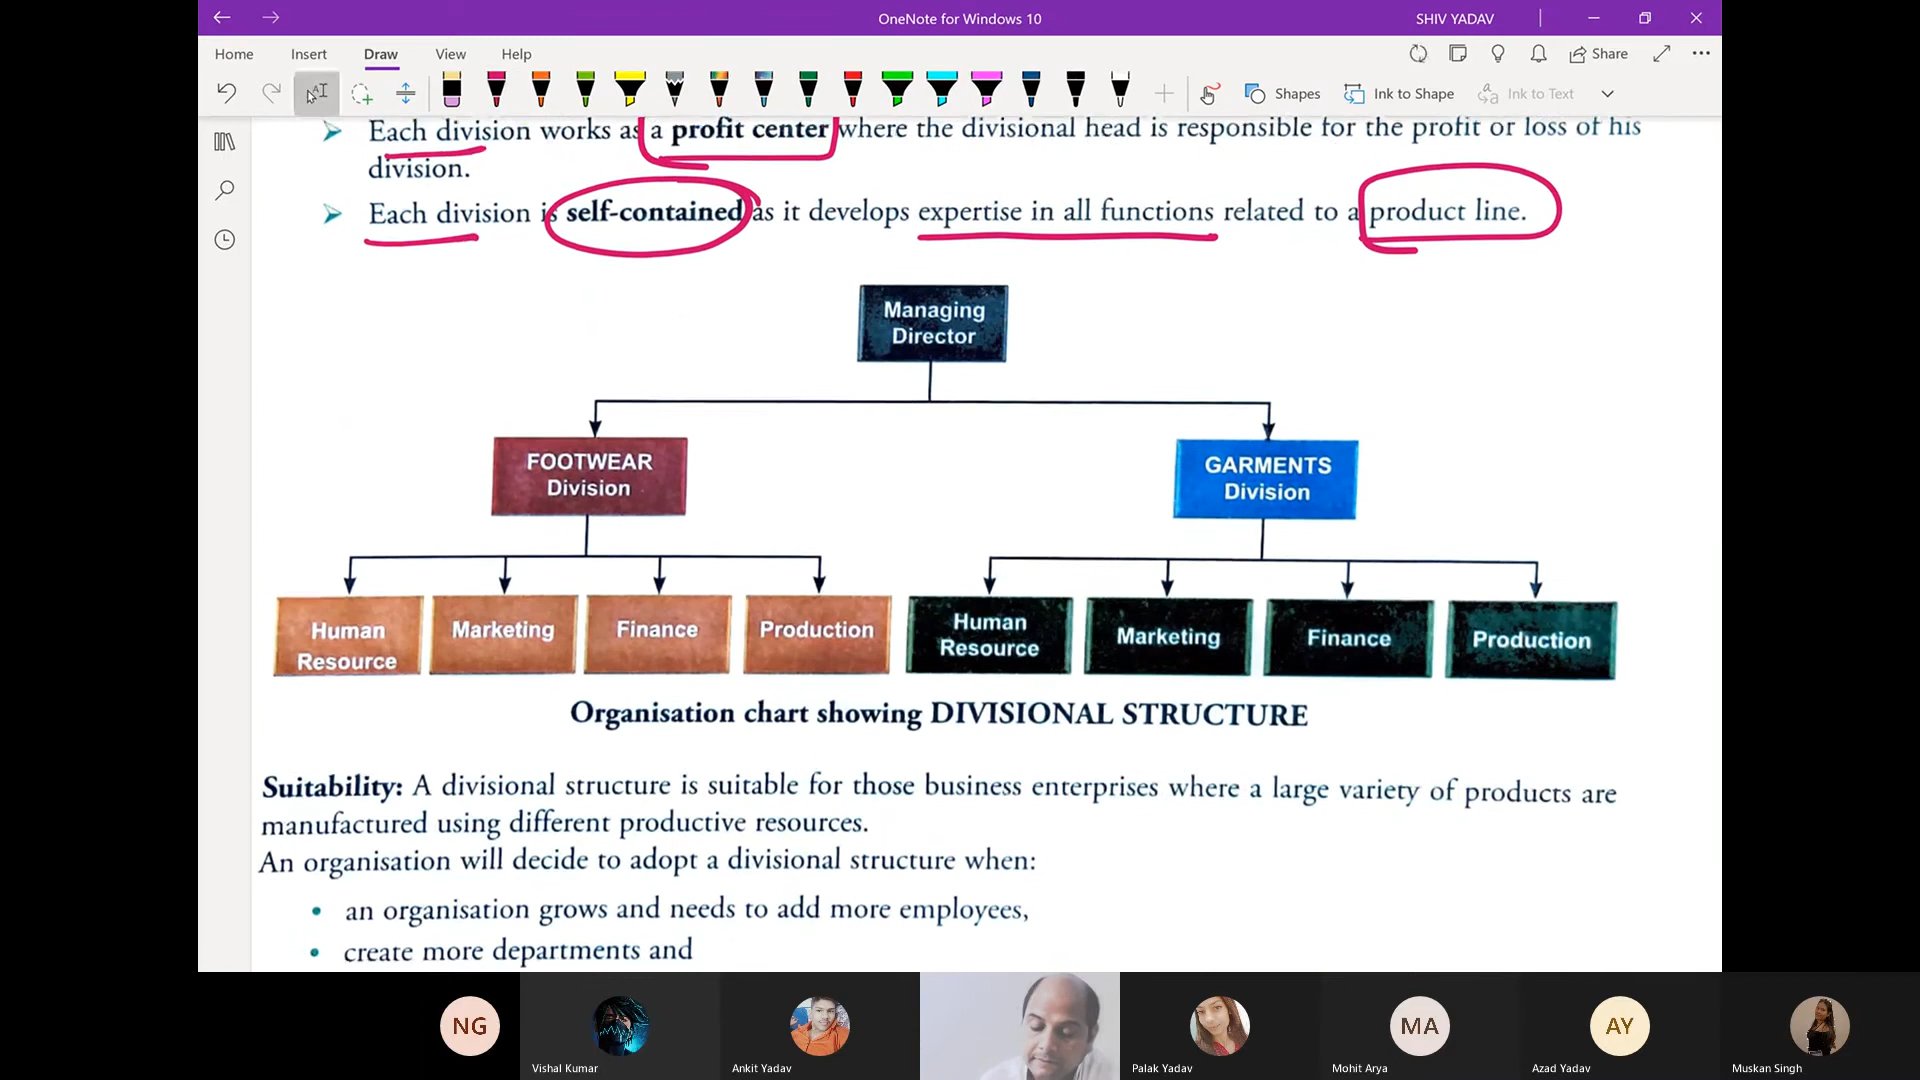 OneNote for Windows 10
SHIV YADAV
Home Insert Draw View Help
Share
Shapes
Ink to Shape
Ink to Text
Each division works as a profit center where the divisional head is responsible for the profit or loss of his
division.
Each division is self-contained as it develops expertise in all functions related to a product line.
Managing
Director
FOOTWEAR
Division
GARMENTS
Division
Human
Resource
Marketing
Finance
Production
Human
Resource
Marketing
Finance
Production
Organisation chart showing DIVISIONAL STRUCTURE
Suitability: A divisional structure is suitable for those business enterprises where a large variety of products are
manufactured using different productive resources.
An organisation will decide to adopt a divisional structure when:
• an organisation grows and needs to add more employees,
• create more departments and
NG
MA
AY
Vishal Kumar
Ankit Yadav
Palak Yadav
Mohit Arya
Azad Yadav
Muskan Singh